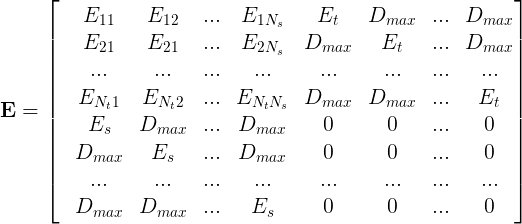 E_{11} E_{12} ... E_{1N_s} E_t D_{max} ... D_{max}
E_{21} E_{21} ... E_{2N_s} D_{max} E_t ... D_{max}
... ... ... ... ... ... ... ...
E = E_{N_t1} E_{N_t2} ... E_{N_tN_s} D_{max} D_{max} ... E_t
E_s D_{max} ... D_{max} 0 0 ... 0
D_{max} E_s ... D_{max} 0 0 ... 0
... ... ... ... ... ... ... ...
D_{max} D_{max} ... E_s 0 0 ... 0